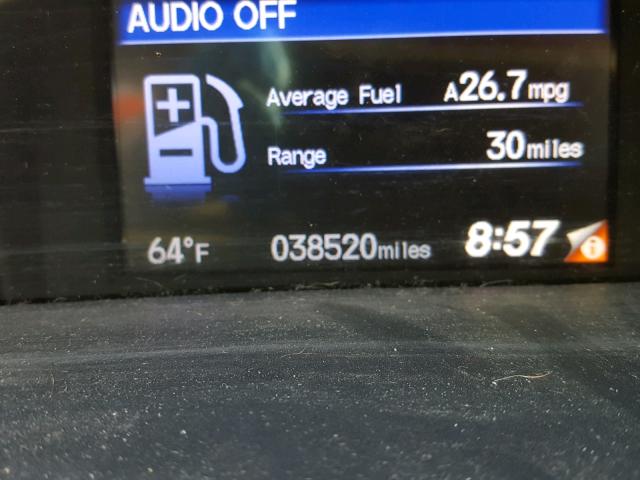 AUDIO OFF
Average Fuel A26.7mpg
Range 30miles
64°F 038520miles 8:57 i